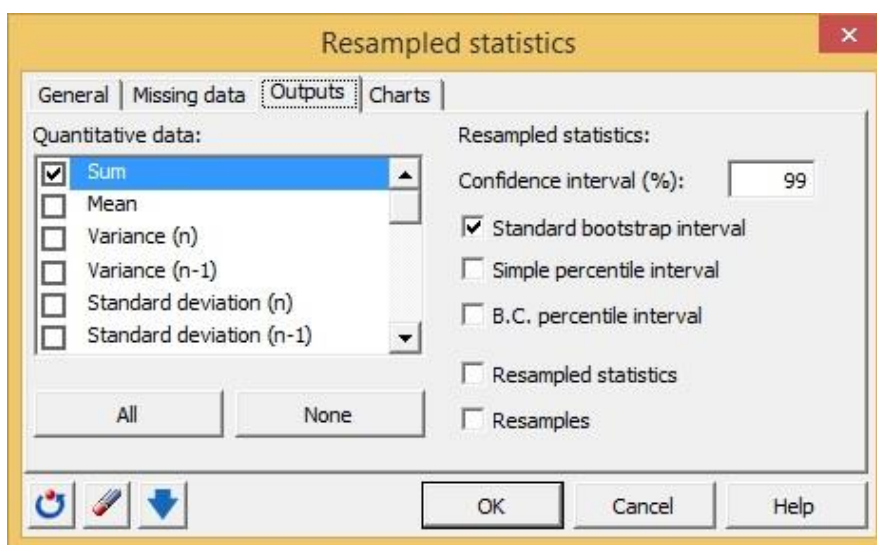 Resampled statistics
General
Missing data
Outputs
Charts
Quantitative data:
Sum
Mean
Variance (n)
Variance (n-1)
Standard deviation (n)
Standard deviation (n-1)
All
None
Resampled statistics:
Confidence interval (%): 99
Standard bootstrap interval
Simple percentile interval
B.C. percentile interval
Resampled statistics
Resamples
OK
Cancel
Help